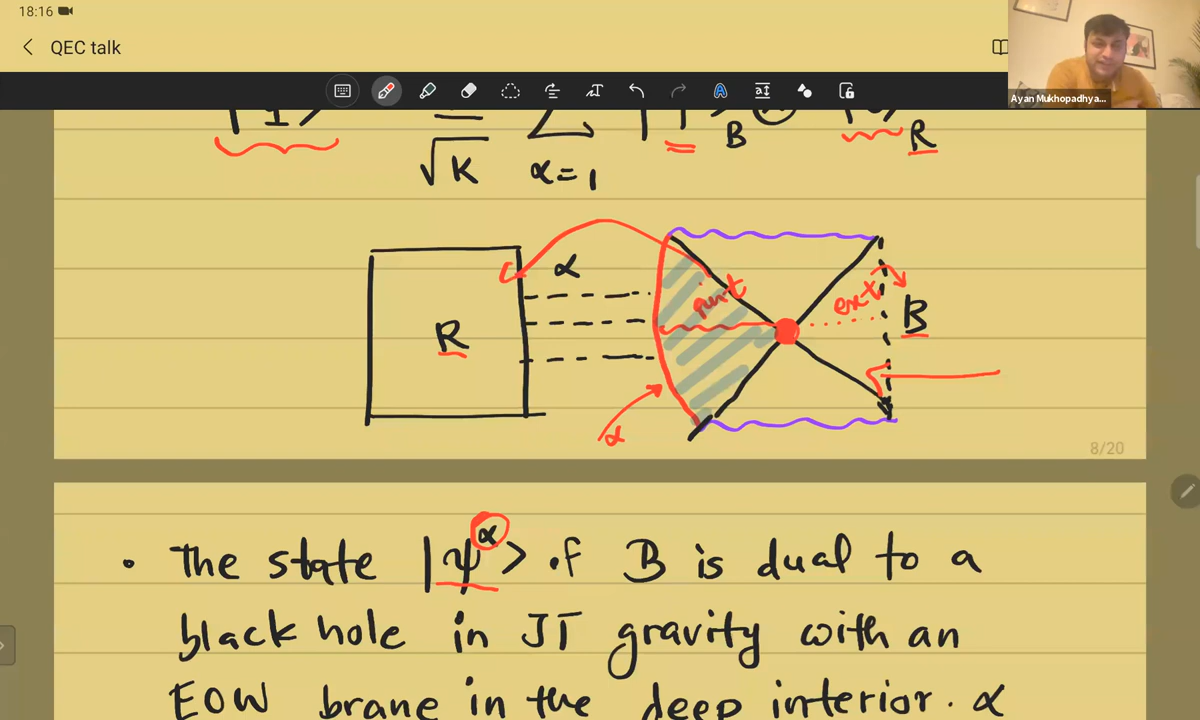 18:16
QEC talk
Ayan Mukhopadhya...
√K α=1 B R
α
int
ext
R
B
α
8/20
• The state |ψ^α> of B is dual to a
black hole in JT gravity with an
EOW brane in the deep interior. α